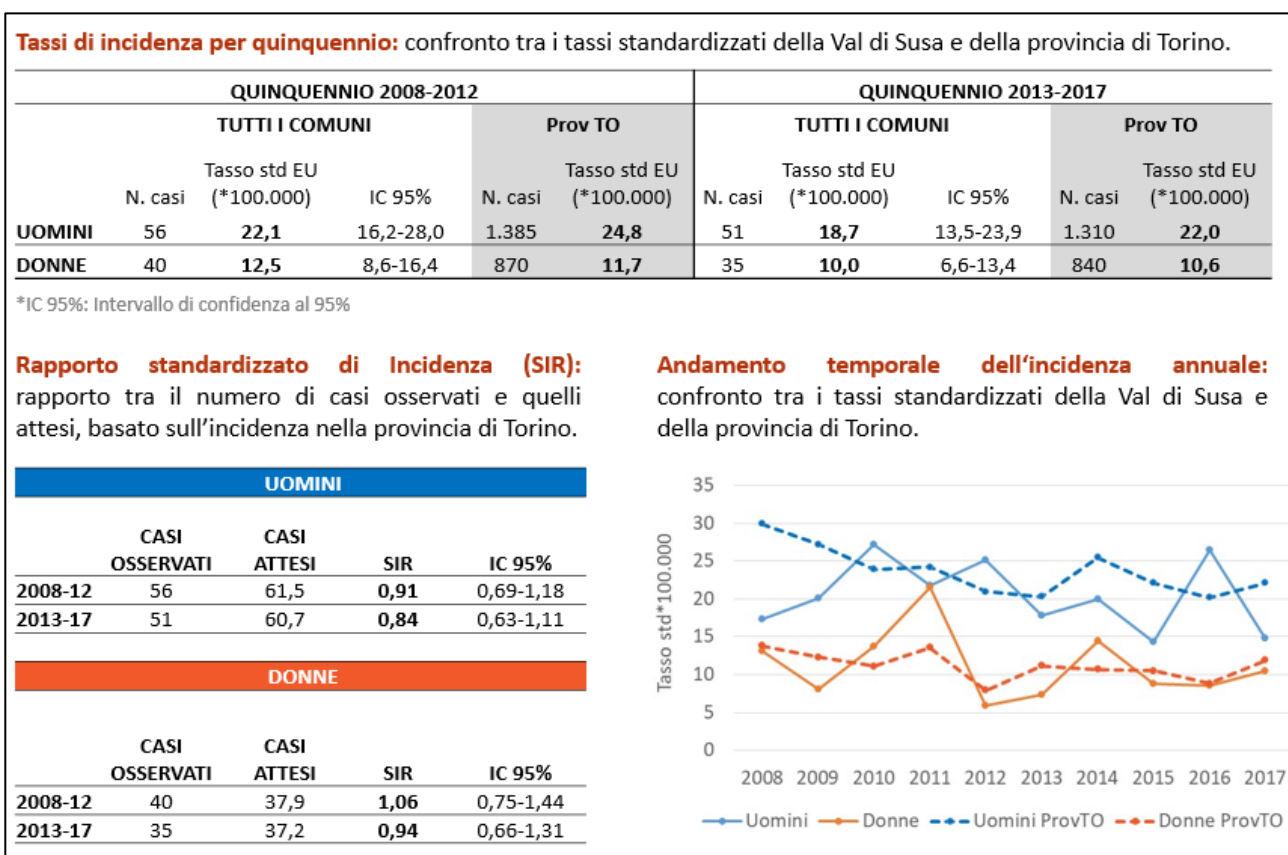 Tassi di incidenza per quinquennio: confronto tra i tassi standardizzati della Val di Susa e della provincia di Torino.
QUINQUENNIO 2008-2012 QUINQUENNIO 2013-2017
TUTTI I COMUNI Prov TO TUTTI I COMUNI Prov TO
Tasso std EU Tasso std EU Tasso std EU Tasso std EU
N. casi (*100.000) IC 95% N. casi (*100.000) N. casi (*100.000) IC 95% N. casi (*100.000)
UOMINI 56 22,1 16,2-28,0 1.385 24,8 51 18,7 13,5-23,9 1.310 22,0
DONNE 40 12,5 8,6-16,4 870 11,7 35 10,0 6,6-13,4 840 10,6
*IC 95%: Intervallo di confidenza al 95%
Rapporto standardizzato di Incidenza (SIR):
rapporto tra il numero di casi osservati e quelli
attesi, basato sull'incidenza nella provincia di Torino.
UOMINI
CASI CASI
OSSERVATI ATTESI SIR IC 95%
2008-12 56 61,5 0,91 0,69-1,18
2013-17 51 60,7 0,84 0,63-1,11
DONNE
CASI CASI
OSSERVATI ATTESI SIR IC 95%
2008-12 40 37,9 1,06 0,75-1,44
2013-17 35 37,2 0,94 0,66-1,31
Andamento temporale dell'incidenza annuale:
confronto tra i tassi standardizzati della Val di Susa e
della provincia di Torino.
Tasso std*100.000
35
30
25
20
15
10
5
0
2008 2009 2010 2011 2012 2013 2014 2015 2016 2017
Uomini Donne Uomini ProvTO Donne ProvTO